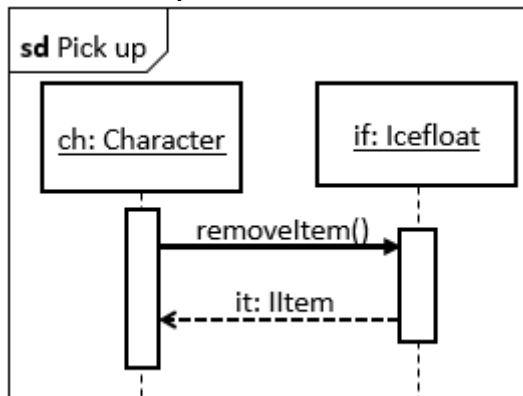 sd Pick up
ch: Character
if: Icefloat
removeItem()
it: IItem